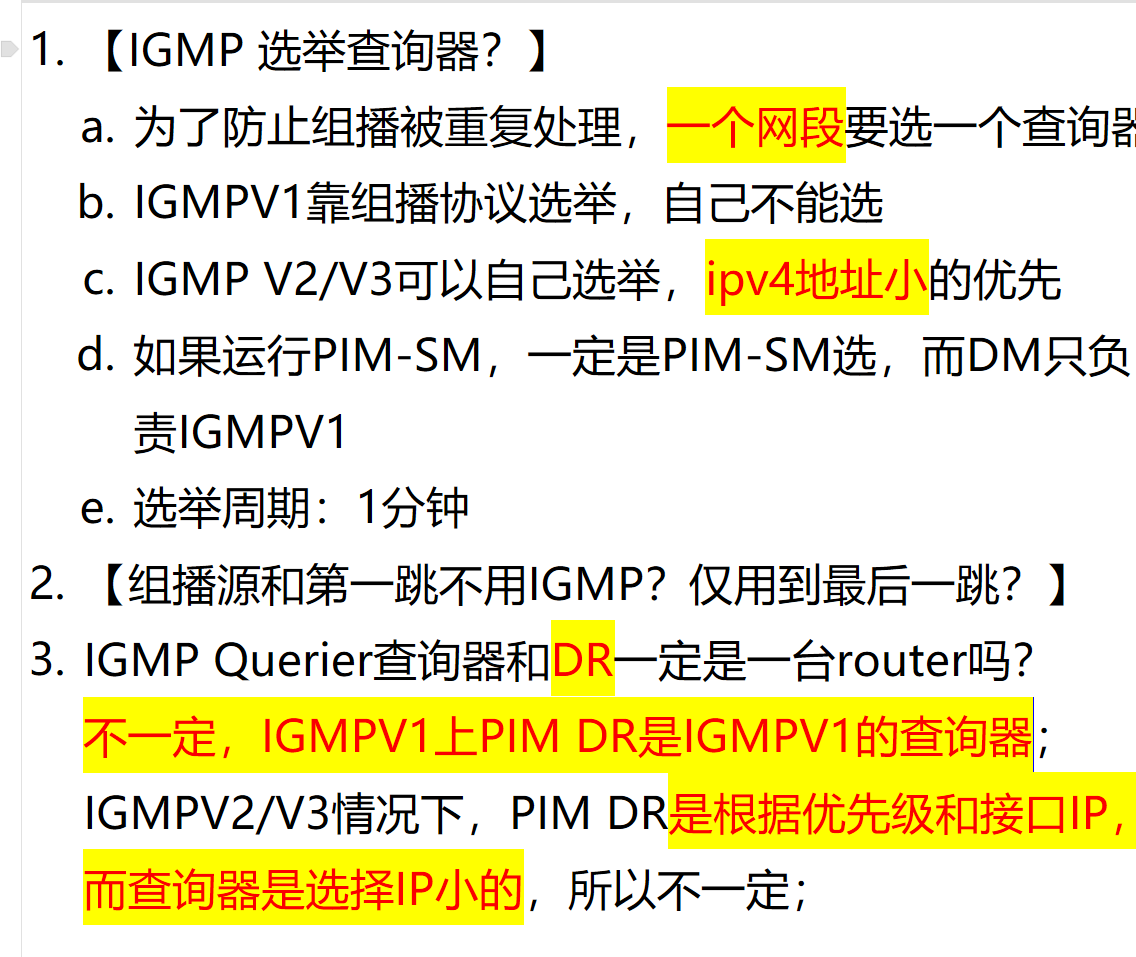 1. 【IGMP 选举查询器？】
a. 为了防止组播被重复处理，一个网段要选一个查询器
b. IGMPV1靠组播协议选举，自己不能选
c. IGMP V2/V3可以自己选举，ipv4地址小的优先
d. 如果运行PIM-SM，一定是PIM-SM选，而DM只负
责IGMPV1
e. 选举周期：1分钟
2. 【组播源和第一跳不用IGMP？仅用到最后一跳？】
3. IGMP Querier查询器和DR一定是一台router吗？
不一定，IGMPV1上PIM DR是IGMPV1的查询器；
IGMPV2/V3情况下，PIM DR是根据优先级和接口IP，
而查询器是选择IP小的，所以不一定；